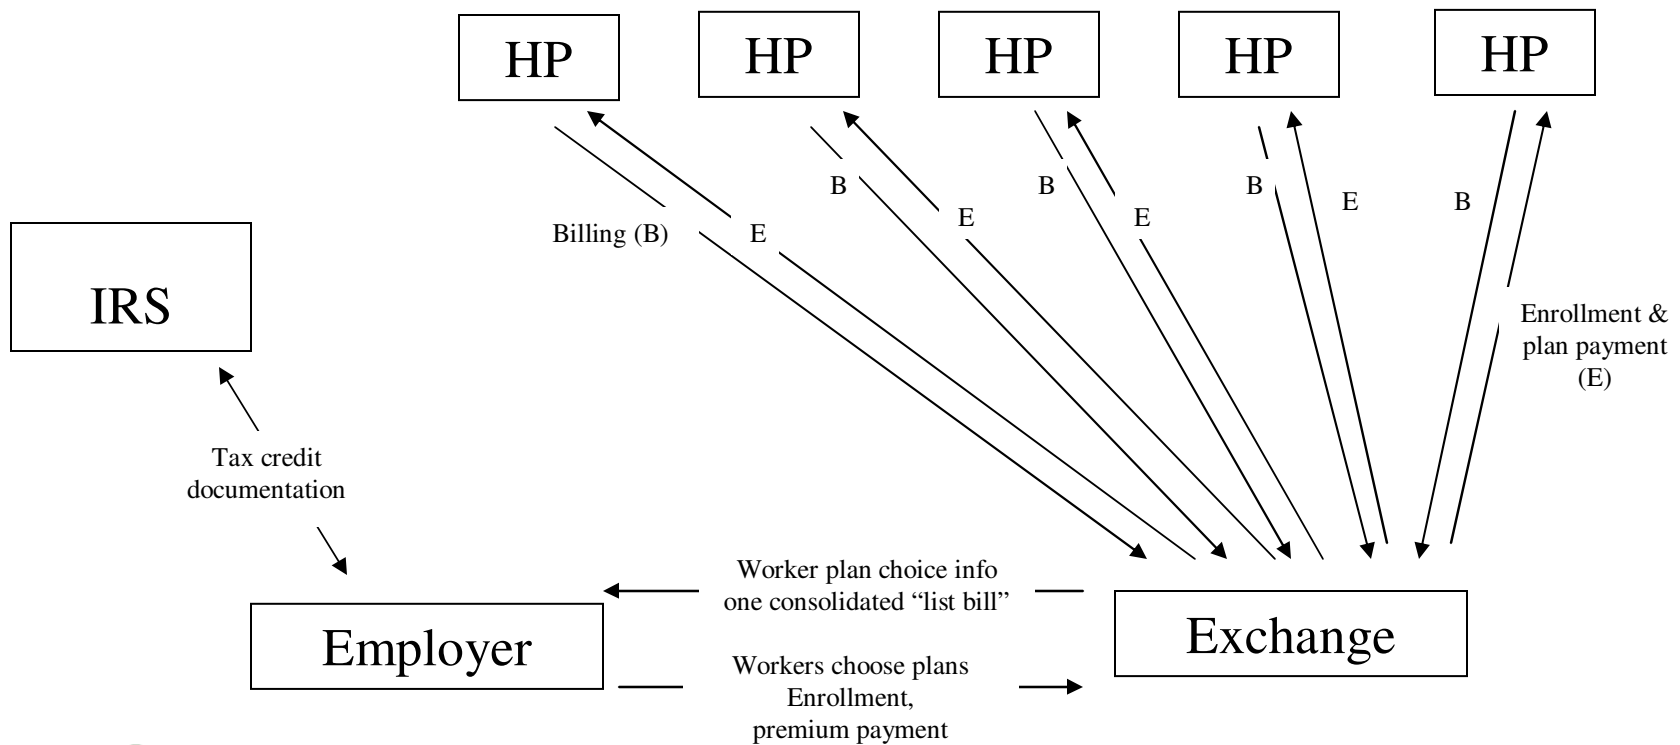 HP
HP
HP
HP
HP
B
B
B
E
B
E
E
Billing (B)
E
IRS
Enrollment &
plan payment
(E)
Tax credit
documentation
Worker plan choice info
one consolidated “list bill”
Employer
Exchange
Workers choose plans
Enrollment,
premium payment